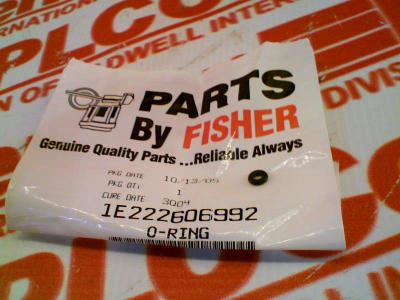 PARTS
By FISHER
Genuine Quality Parts ...Reliable Always
PKG DATE 10/13/05
PKG QTY: 1
CURE DATE 3Q04
1E222606992
O-RING